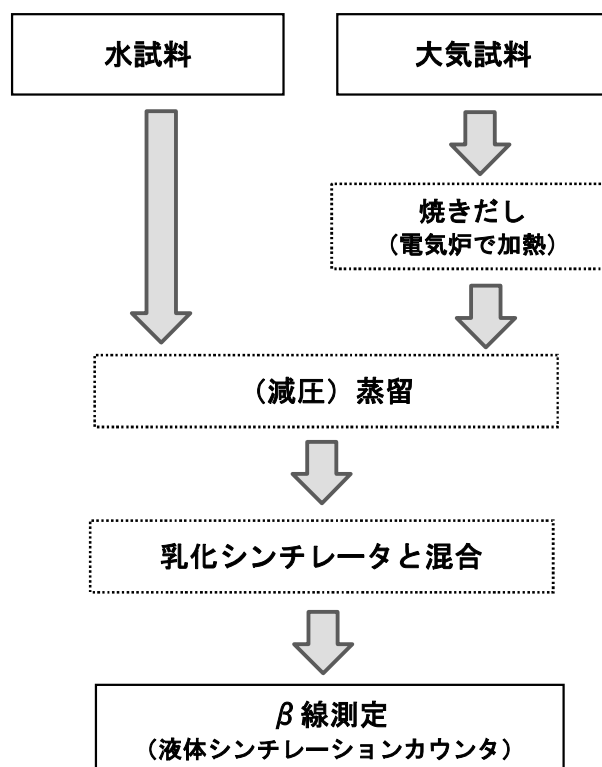 水試料
大気試料
焼きだし
（電気炉で加熱）
（減圧）蒸留
乳化シンチレータと混合
β線測定
（液体シンチレーションカウンタ）